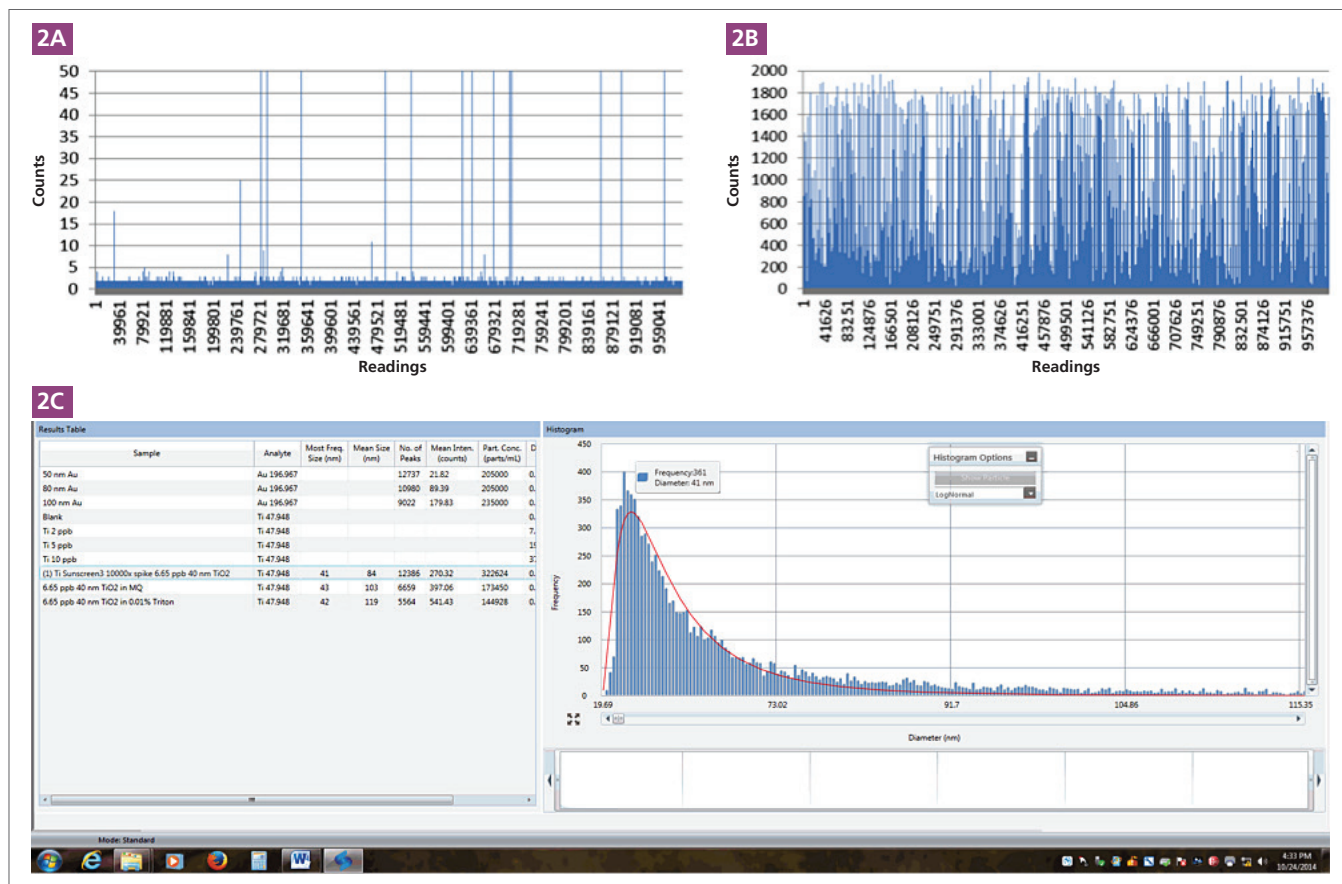 2A
Counts
50
45
40
35
30
25
20
15
10
5
0
1
39961
79921
119881
159841
199801
239761
279721
319681
359641
399601
439561
479521
519481
559441
599401
639361
679321
719281
759241
799201
839161
879121
919081
959041
Readings
2B
Counts
2000
1800
1600
1400
1200
1000
800
600
400
200
0
1
41626
83251
124876
166501
208126
249751
291376
333001
374626
416251
457876
499501
541126
582751
624376
666001
707626
749251
790876
832501
874126
915751
957376
Readings
2C
Results Table
Sample Analyte Most Freq. Size (nm) Mean Size (nm) No. of Peaks Mean Inten. (counts) Part. Conc. (parts/mL) D
50 nm Au Au 196.967 12737 21.82 205000 0.
80 nm Au Au 196.967 10980 89.39 205000 0.
100 nm Au Au 196.967 9022 179.83 235000 0.
Blank Ti 47.948 0.
Ti 2 ppb Ti 47.948 7.
Ti 5 ppb Ti 47.948
Ti 10 ppb Ti 47.948
(1) Ti Sunscreen3 10000x spike 6.65 ppb 40 nm TiO2 Ti 47.948 41 84 12386 270.32 322624 0.
6.65 ppb 40 nm TiO2 in MQ Ti 47.948 43 103 6659 397.06 173450 0.
6.65 ppb 40 nm TiO2 in 0.01% Triton Ti 47.948 42 119 5564 541.43 144928 0.
Histogram
Frequency
450
400
350
300
250
200
150
100
50
0
Frequency:361
Diameter: 41 nm
Histogram Options
Show Particle
LogNormal
19.69 73.02 91.7 104.86 115.35
Diameter (nm)
Mode: Standard
4:33 PM
10/24/2014